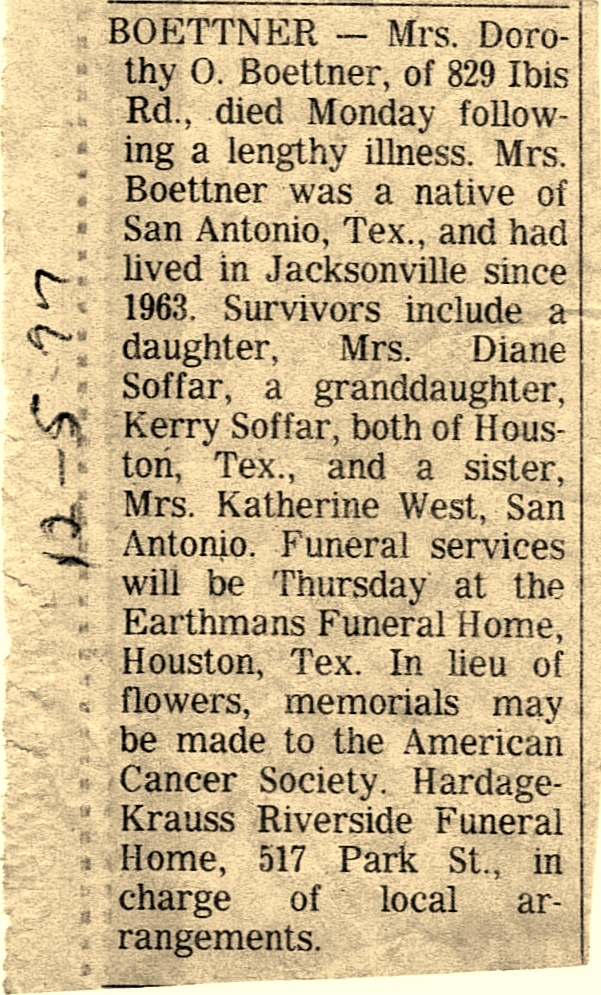 BOETTNER — Mrs. Doro-
thy O. Boettner, of 829 Ibis
Rd., died Monday follow-
ing a lengthy illness. Mrs.
Boettner was a native of
San Antonio, Tex., and had
lived in Jacksonville since
1963. Survivors include a
daughter, Mrs. Diane
Soffar, a granddaughter,
Kerry Soffar, both of Hous-
ton, Tex., and a sister,
Mrs. Katherine West, San
Antonio. Funeral services
will be Thursday at the
Earthmans Funeral Home,
Houston, Tex. In lieu of
flowers, memorials may
be made to the American
Cancer Society. Hardage-
Krauss Riverside Funeral
Home, 517 Park St., in
charge of local ar-
rangements.
12-5-77